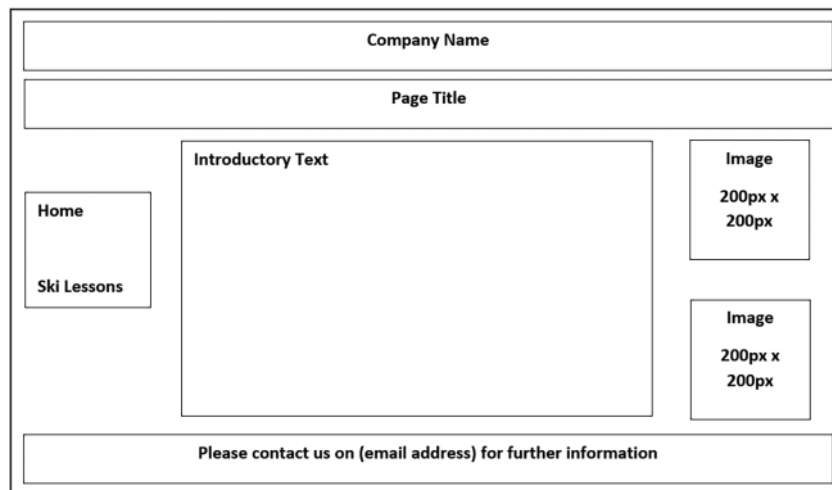 Company Name
Page Title
Introductory Text
Home
Ski Lessons
Image
200px x
200px
Image
200px x
200px
Please contact us on (email address) for further information